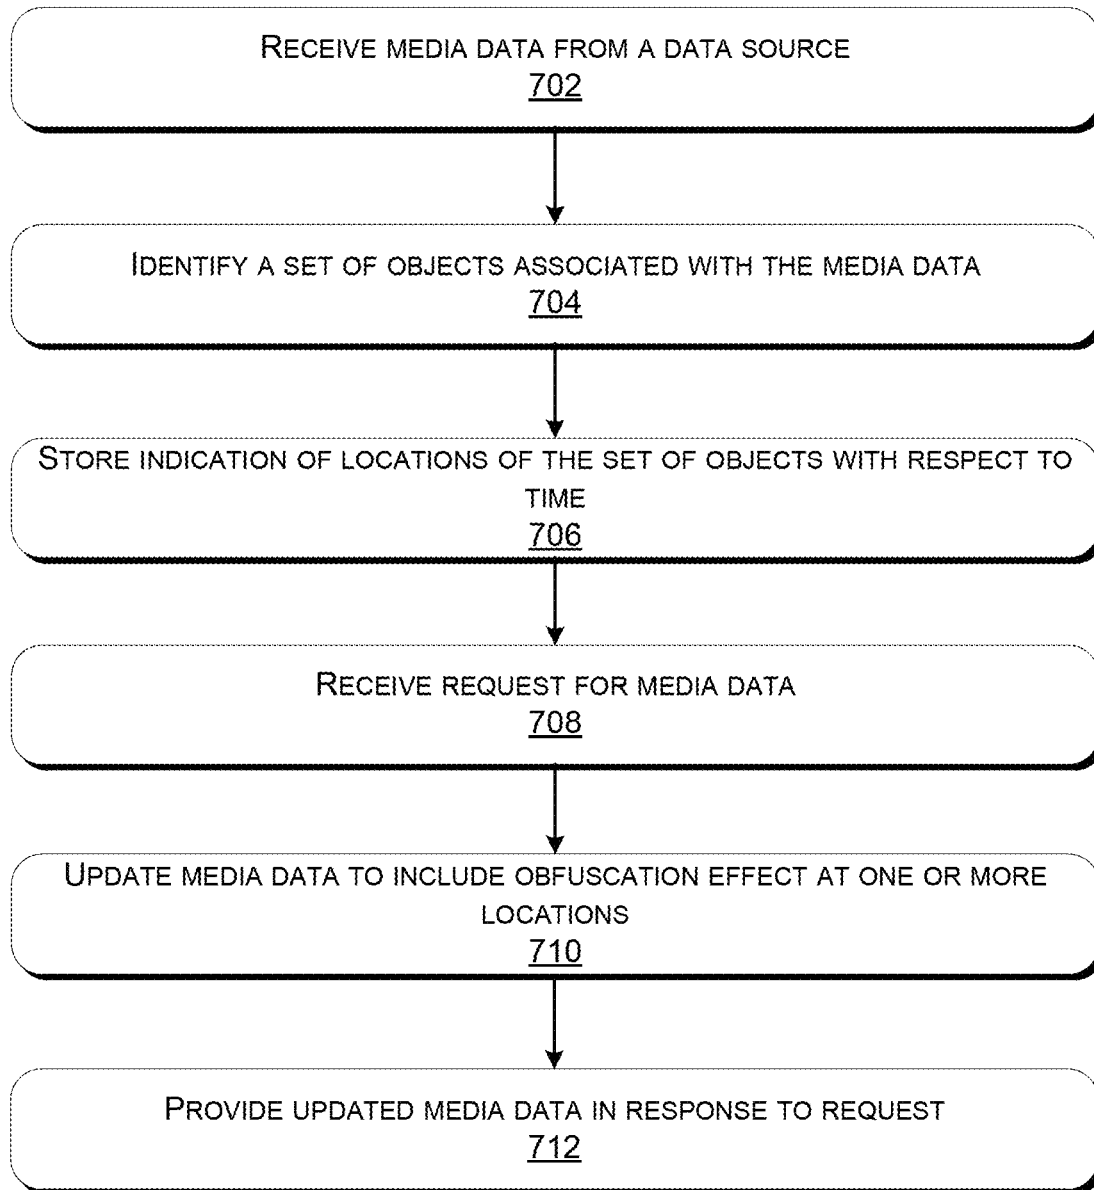 RECEIVE MEDIA DATA FROM A DATA SOURCE
702
IDENTIFY A SET OF OBJECTS ASSOCIATED WITH THE MEDIA DATA
704
STORE INDICATION OF LOCATIONS OF THE SET OF OBJECTS WITH RESPECT TO
TIME
706
RECEIVE REQUEST FOR MEDIA DATA
708
UPDATE MEDIA DATA TO INCLUDE OBFUSCATION EFFECT AT ONE OR MORE
LOCATIONS
710
PROVIDE UPDATED MEDIA DATA IN RESPONSE TO REQUEST
712